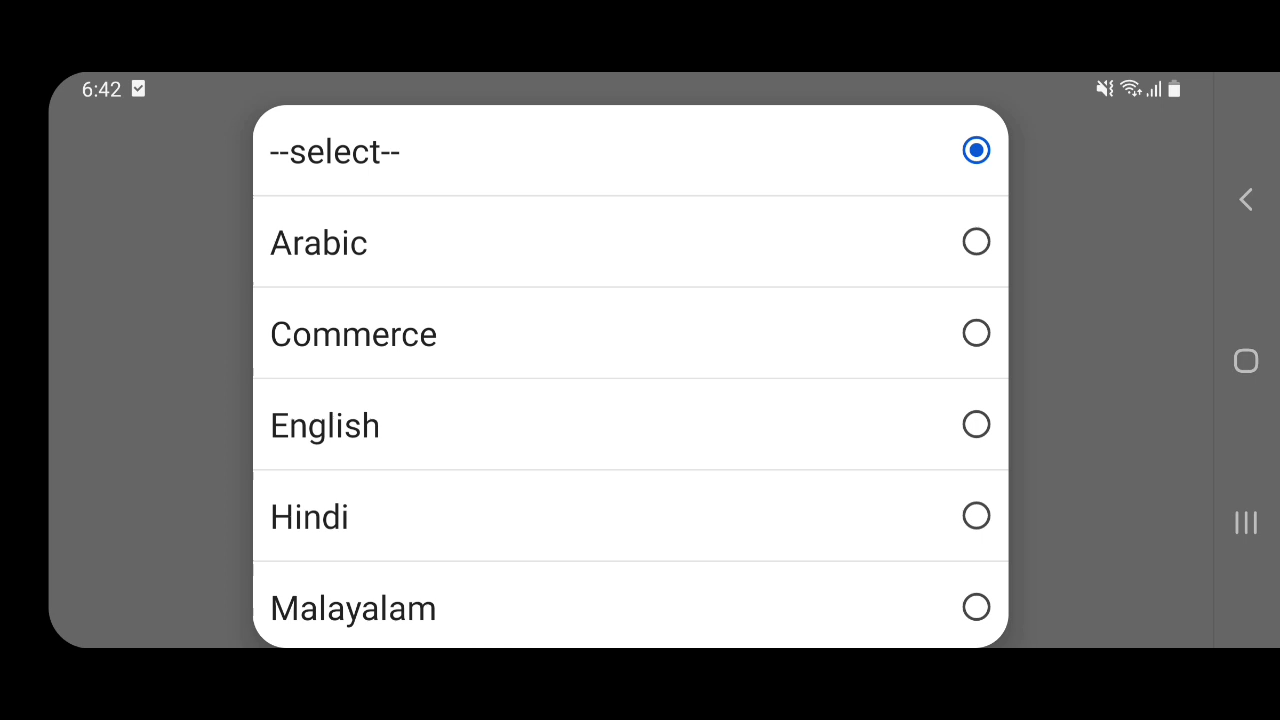 6:42
--select--
Arabic
Commerce
English
Hindi
Malayalam